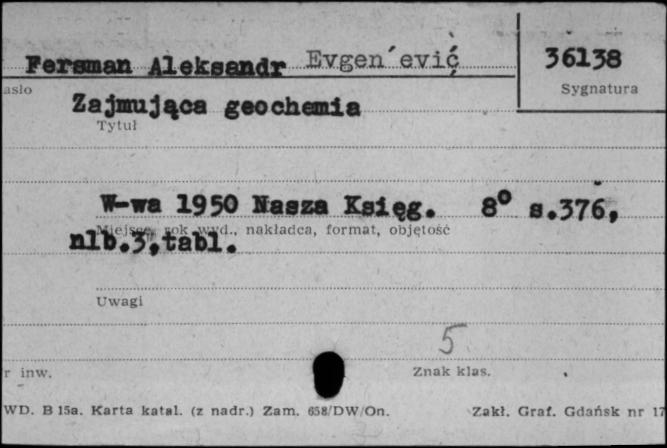 Fersman Aleksandr Evgen´evič
36138
asło
Sygnatura
Zajmująca geochemia
Tytuł
W-wa 1950 Nasza Księg. 8° s.376,
Miejsce, rok wyd., nakładca, format, objętość
nlb.3,tabl.
Uwagi
5
r inw.
Znak klas.
WD. B 15a. Karta katal. (z nadr.) Zam. 658/DW/On.
Zakł. Graf. Gdańsk nr 17